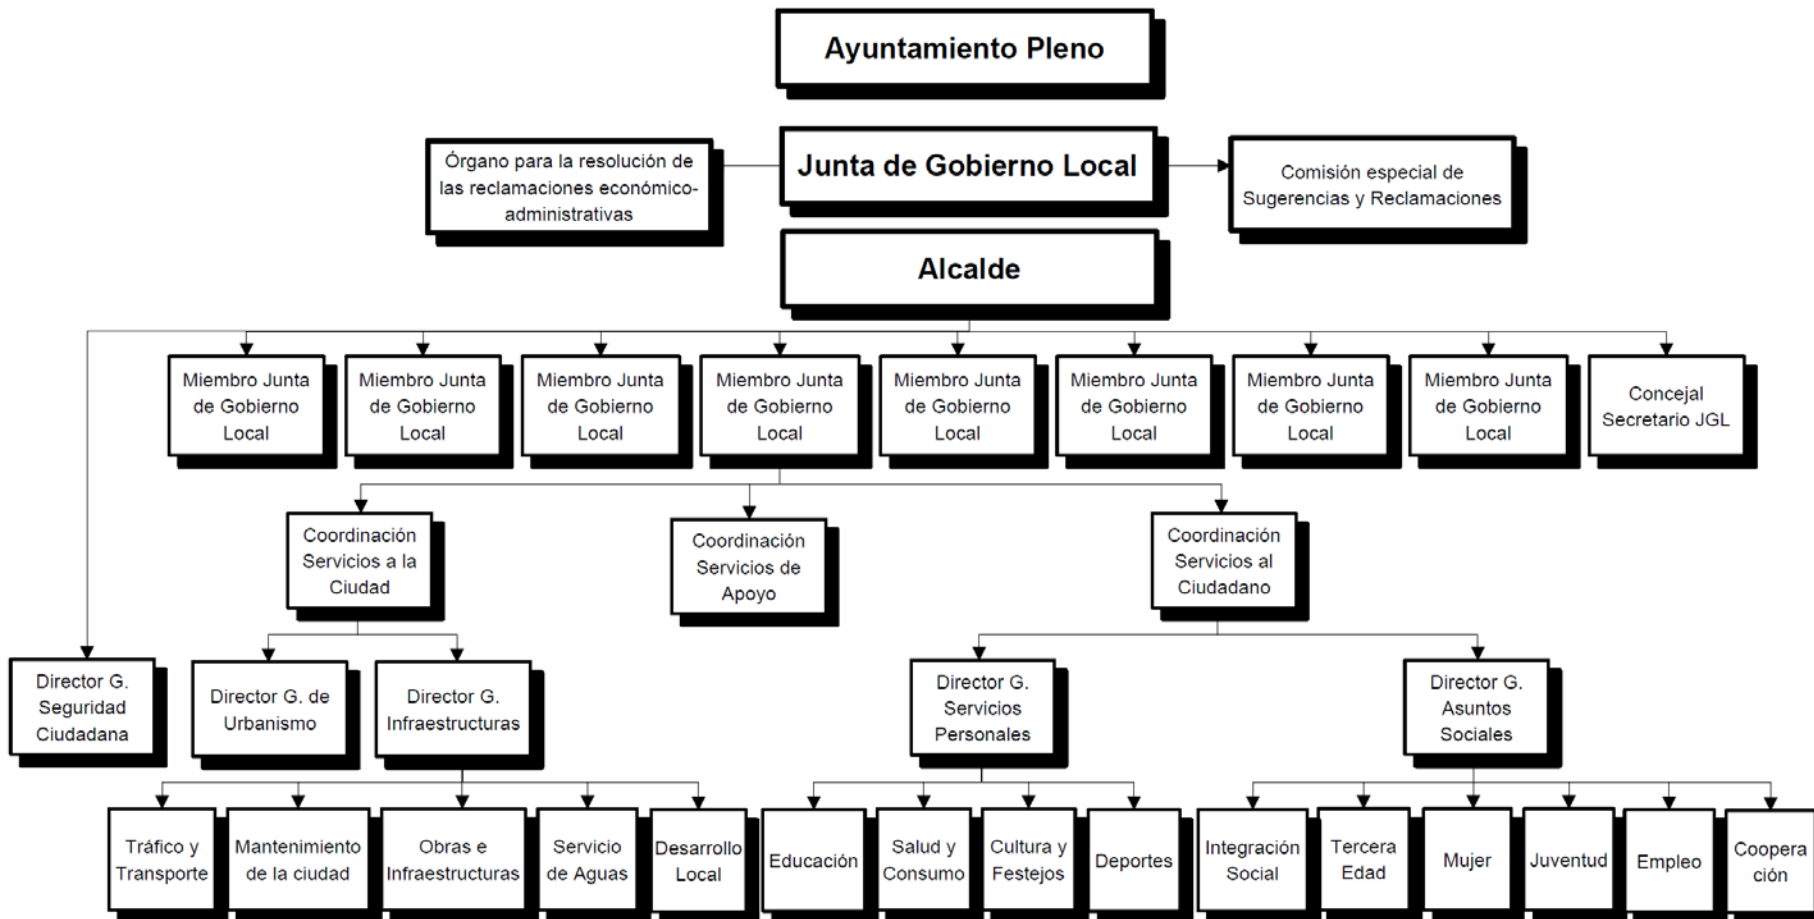 Ayuntamiento Pleno
Órgano para la resolución de
las reclamaciones económico-
administrativas
Junta de Gobierno Local
Comisión especial de
Sugerencias y Reclamaciones
Alcalde
Miembro Junta
de Gobierno
Local
Miembro Junta
de Gobierno
Local
Miembro Junta
de Gobierno
Local
Miembro Junta
de Gobierno
Local
Miembro Junta
de Gobierno
Local
Miembro Junta
de Gobierno
Local
Miembro Junta
de Gobierno
Local
Miembro Junta
de Gobierno
Local
Concejal
Secretario JGL
Coordinación
Servicios a la
Ciudad
Coordinación
Servicios de
Apoyo
Coordinación
Servicios al
Ciudadano
Director G.
Seguridad
Ciudadana
Director G. de
Urbanismo
Director G.
Infraestructuras
Director G.
Servicios
Personales
Director G.
Asuntos
Sociales
Tráfico y
Transporte
Mantenimiento
de la ciudad
Obras e
Infraestructuras
Servicio
de Aguas
Desarrollo
Local
Educación
Salud y
Consumo
Cultura y
Festejos
Deportes
Integración
Social
Tercera
Edad
Mujer
Juventud
Empleo
Coopera
ción